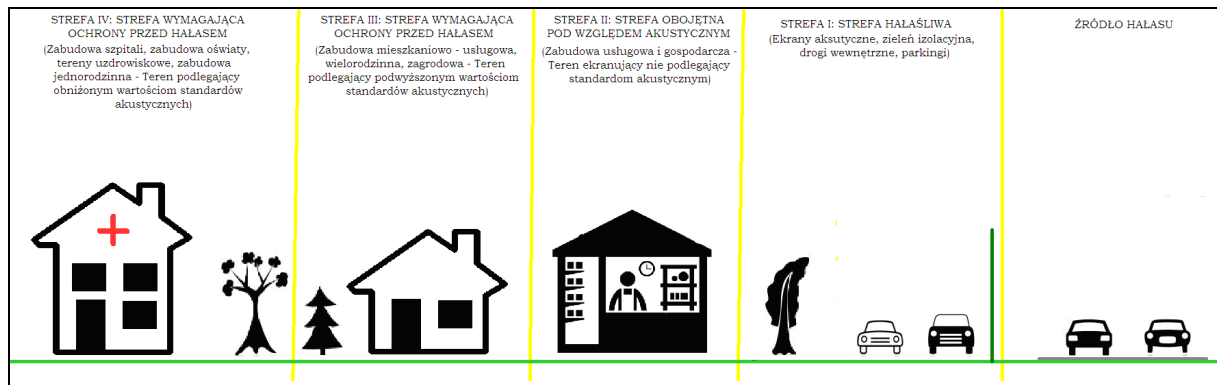 STREFA IV: STREFA WYMAGAJĄCA
OCHRONY PRZED HAŁASEM
(Zabudowa szpitali, zabudowa oświaty,
tereny uzdrowiskowe, zabudowa
jednorodzinna - Teren podlegający
obniżonym wartościom standardów
akustycznych)
STREFA III: STREFA WYMAGAJĄCA
OCHRONY PRZED HAŁASEM
(Zabudowa mieszkaniowo - usługowa,
wielorodzinna, zagrodowa - Teren
podlegający podwyższonym wartościom
standardów akustycznych)
STREFA II: STREFA OBOJĘTNA
POD WZGLĘDEM AKUSTYCZNYM
(Zabudowa usługowa i gospodarcza -
Teren ekranujący nie podlegający
standardom akustycznym)
STREFA I: STREFA HAŁAŚLIWA
(Ekrany aksutyczne, zieleń izolacyjna,
drogi wewnętrzne, parkingi)
ŹRÓDŁO HAŁASU